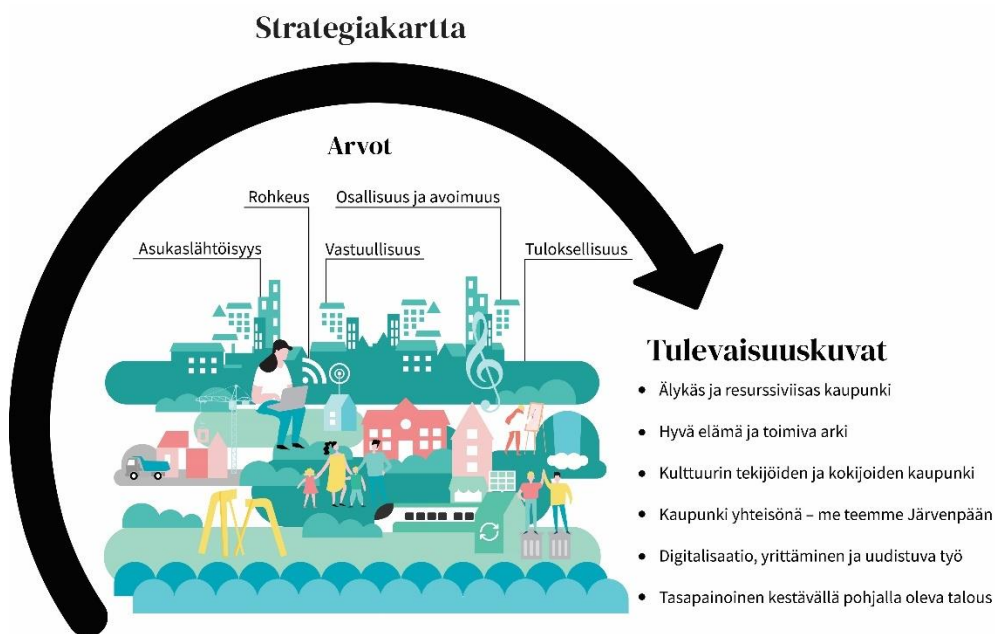 Strategiakartta
Arvot
Rohkeus
Osallisuus ja avoimuus
Asukaslähtöisyys
Vastuullisuus
Tuloksellisuus
Tulevaisuuskuvat
• Älykäs ja resurssiviisas kaupunki
• Hyvä elämä ja toimiva arki
• Kulttuurin tekijöiden ja kokijoiden kaupunki
• Kaupunki yhteisönä – me teemme Järvenpään
• Digitalisaatio, yrittäminen ja uudistuva työ
• Tasapainoinen kestävällä pohjalla oleva talous